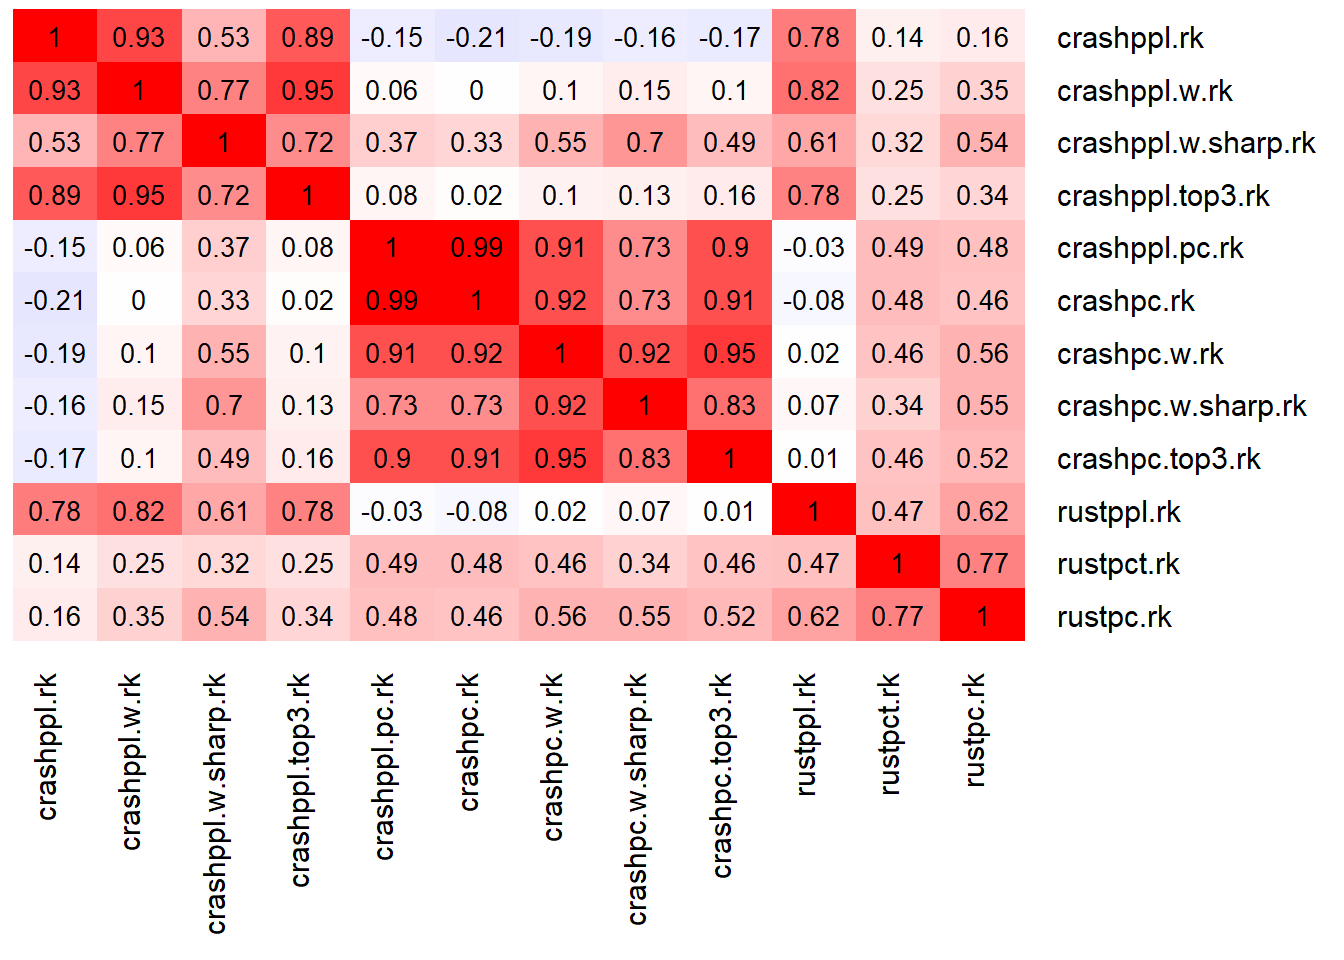 1 0.93 0.53 0.89 -0.15 -0.21 -0.19 -0.16 -0.17 0.78 0.14 0.16 crashppl.rk
0.93 1 0.77 0.95 0.06 0 0.1 0.15 0.1 0.82 0.25 0.35 crashppl.w.rk
0.53 0.77 1 0.72 0.37 0.33 0.55 0.7 0.49 0.61 0.32 0.54 crashppl.w.sharp.rk
0.89 0.95 0.72 1 0.08 0.02 0.1 0.13 0.16 0.78 0.25 0.34 crashppl.top3.rk
-0.15 0.06 0.37 0.08 1 0.99 0.91 0.73 0.9 -0.03 0.49 0.48 crashppl.pc.rk
-0.21 0 0.33 0.02 0.99 1 0.92 0.73 0.91 -0.08 0.48 0.46 crashpc.rk
-0.19 0.1 0.55 0.1 0.91 0.92 1 0.92 0.95 0.02 0.46 0.56 crashpc.w.rk
-0.16 0.15 0.7 0.13 0.73 0.73 0.92 1 0.83 0.07 0.34 0.55 crashpc.w.sharp.rk
-0.17 0.1 0.49 0.16 0.9 0.91 0.95 0.83 1 0.01 0.46 0.52 crashpc.top3.rk
0.78 0.82 0.61 0.78 -0.03 -0.08 0.02 0.07 0.01 1 0.47 0.62 rustppl.rk
0.14 0.25 0.32 0.25 0.49 0.48 0.46 0.34 0.46 0.47 1 0.77 rustpct.rk
0.16 0.35 0.54 0.34 0.48 0.46 0.56 0.55 0.52 0.62 0.77 1 rustpc.rk
crashppl.rk
crashppl.w.rk
crashppl.w.sharp.rk
crashppl.top3.rk
crashppl.pc.rk
crashpc.rk
crashpc.w.rk
crashpc.w.sharp.rk
crashpc.top3.rk
rustppl.rk
rustpct.rk
rustpc.rk